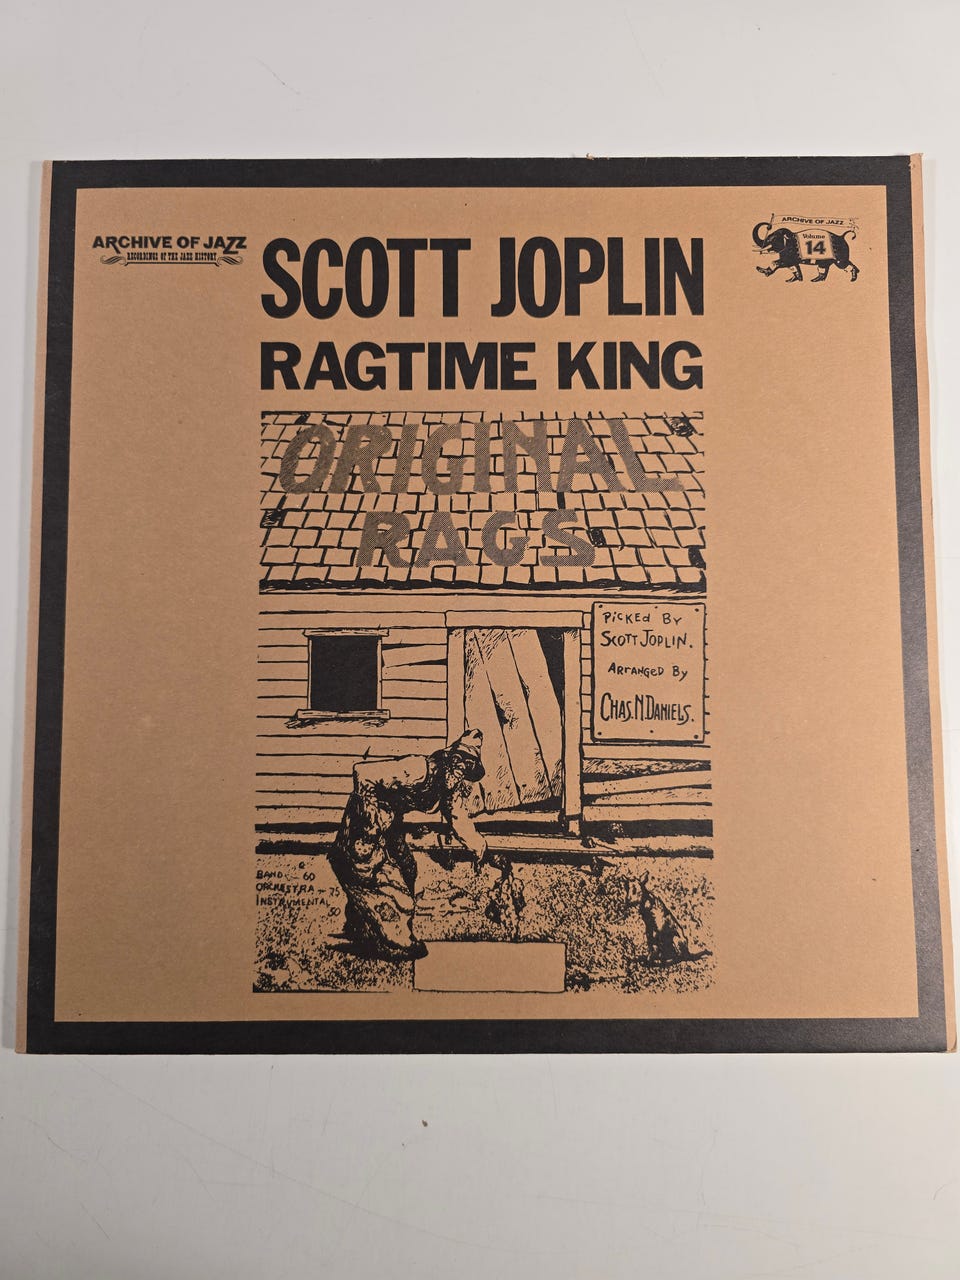 ARCHIVE OF JAZZ
RECORDINGS OF THE JAZZ HISTORY
SCOTT JOPLIN
RAGTIME KING
ARCHIVE OF JAZZ
Volume
14
ORIGINAL
RAGS
PICKED BY
SCOTT JOPLIN.
ARRANGED BY
CHAS. N. DANIELS.
BAND - 60
ORCHESTRA - 75
INSTRUMENTAL
50